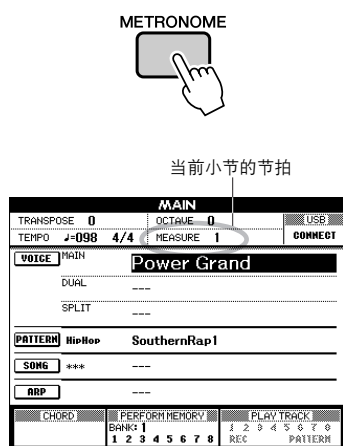 METRONOME
当前小节的节拍
MAIN
TRANSPOSE 0 OCTAVE 0 USB
TEMPO ♩=098 4/4 MEASURE 1 CONNECT
VOICE MAIN Power Grand
DUAL ---
SPLIT ---
PATTERN HipHop SouthernRap1
SONG *** ---
ARP ---
CHORD PERFORM MEMORY PLAY TRACK
BANK: 1 1 2 3 4 5 6 7 8
1 2 3 4 5 6 7 8 REC PATTERN